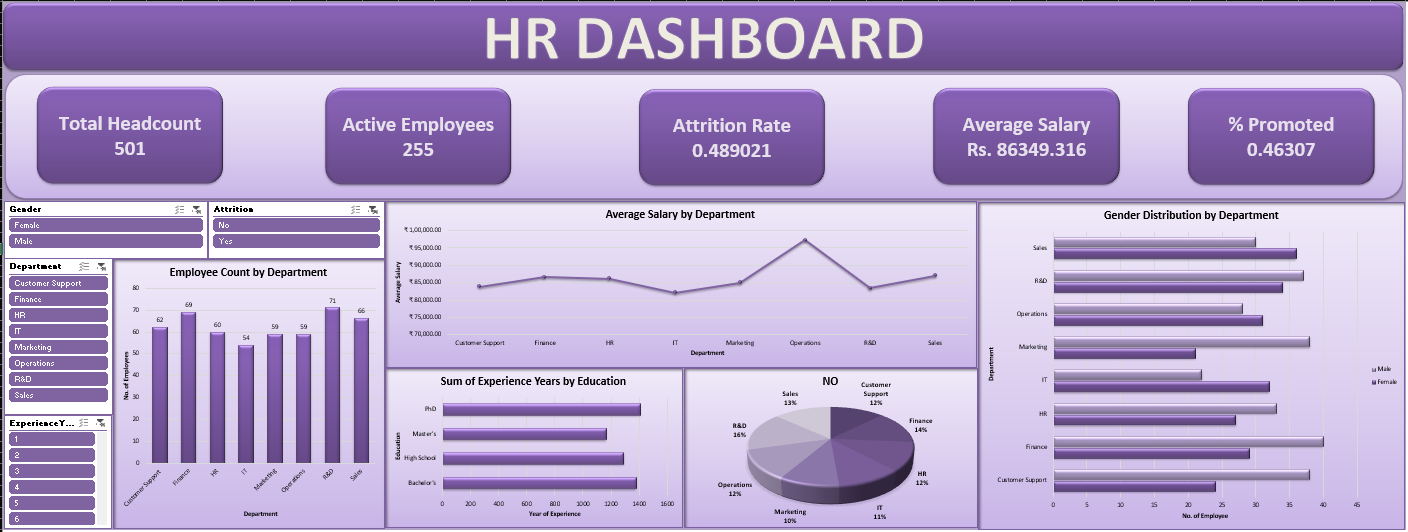 HR DASHBOARD
Total Headcount
501
Active Employees
255
Attrition Rate
0.489021
Average Salary
Rs. 86349.316
% Promoted
0.46307
Gender
Female
Male
Attrition
No
Yes
Department
Customer Support
Finance
HR
IT
Marketing
Operations
R&D
Sales
ExperienceY...
1
2
3
4
5
6
Employee Count by Department
No. of Employees
80
70
60
50
40
30
20
10
0
62
69
60
54
59
59
71
66
Customer Support
Finance
HR
IT
Marketing
Operations
R&D
Sales
Department
Average Salary by Department
Average Salary
₹ 1,00,000.00
₹ 95,000.00
₹ 90,000.00
₹ 85,000.00
₹ 80,000.00
₹ 75,000.00
₹ 70,000.00
Customer Support
Finance
HR
IT
Marketing
Operations
R&D
Sales
Department
Sum of Experience Years by Education
Education
PhD
Master's
High School
Bachelor's
0
200
400
600
800
1000
1200
1400
1600
Year of Experience
NO
Customer
Support
12%
Finance
14%
HR
12%
IT
11%
Marketing
10%
Operations
12%
R&D
16%
Sales
13%
Gender Distribution by Department
Department
Sales
R&D
Operations
Marketing
IT
HR
Finance
Customer Support
0
5
10
15
20
25
30
35
40
45
No. of Employee
Male
Female